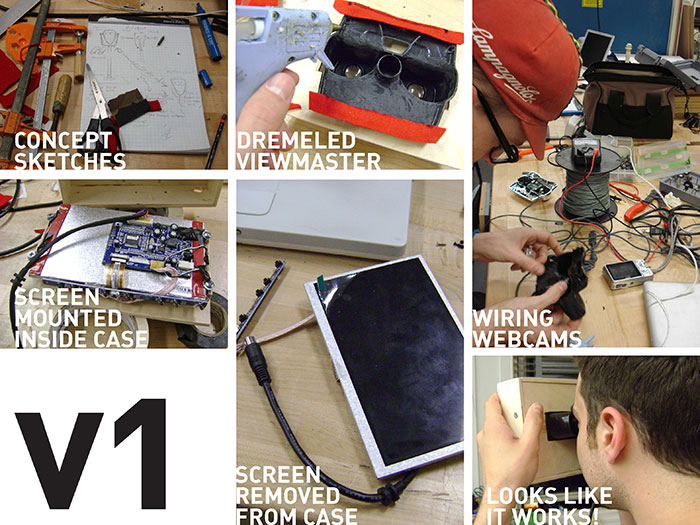 CONCEPT
SKETCHES
DREMELED
VIEWMASTER
Campagnolo
SCREEN
MOUNTED
INSIDE CASE
WIRING
WEBCAMS
SCREEN
REMOVED
FROM CASE
LOOKS LIKE
IT WORKS!
v1